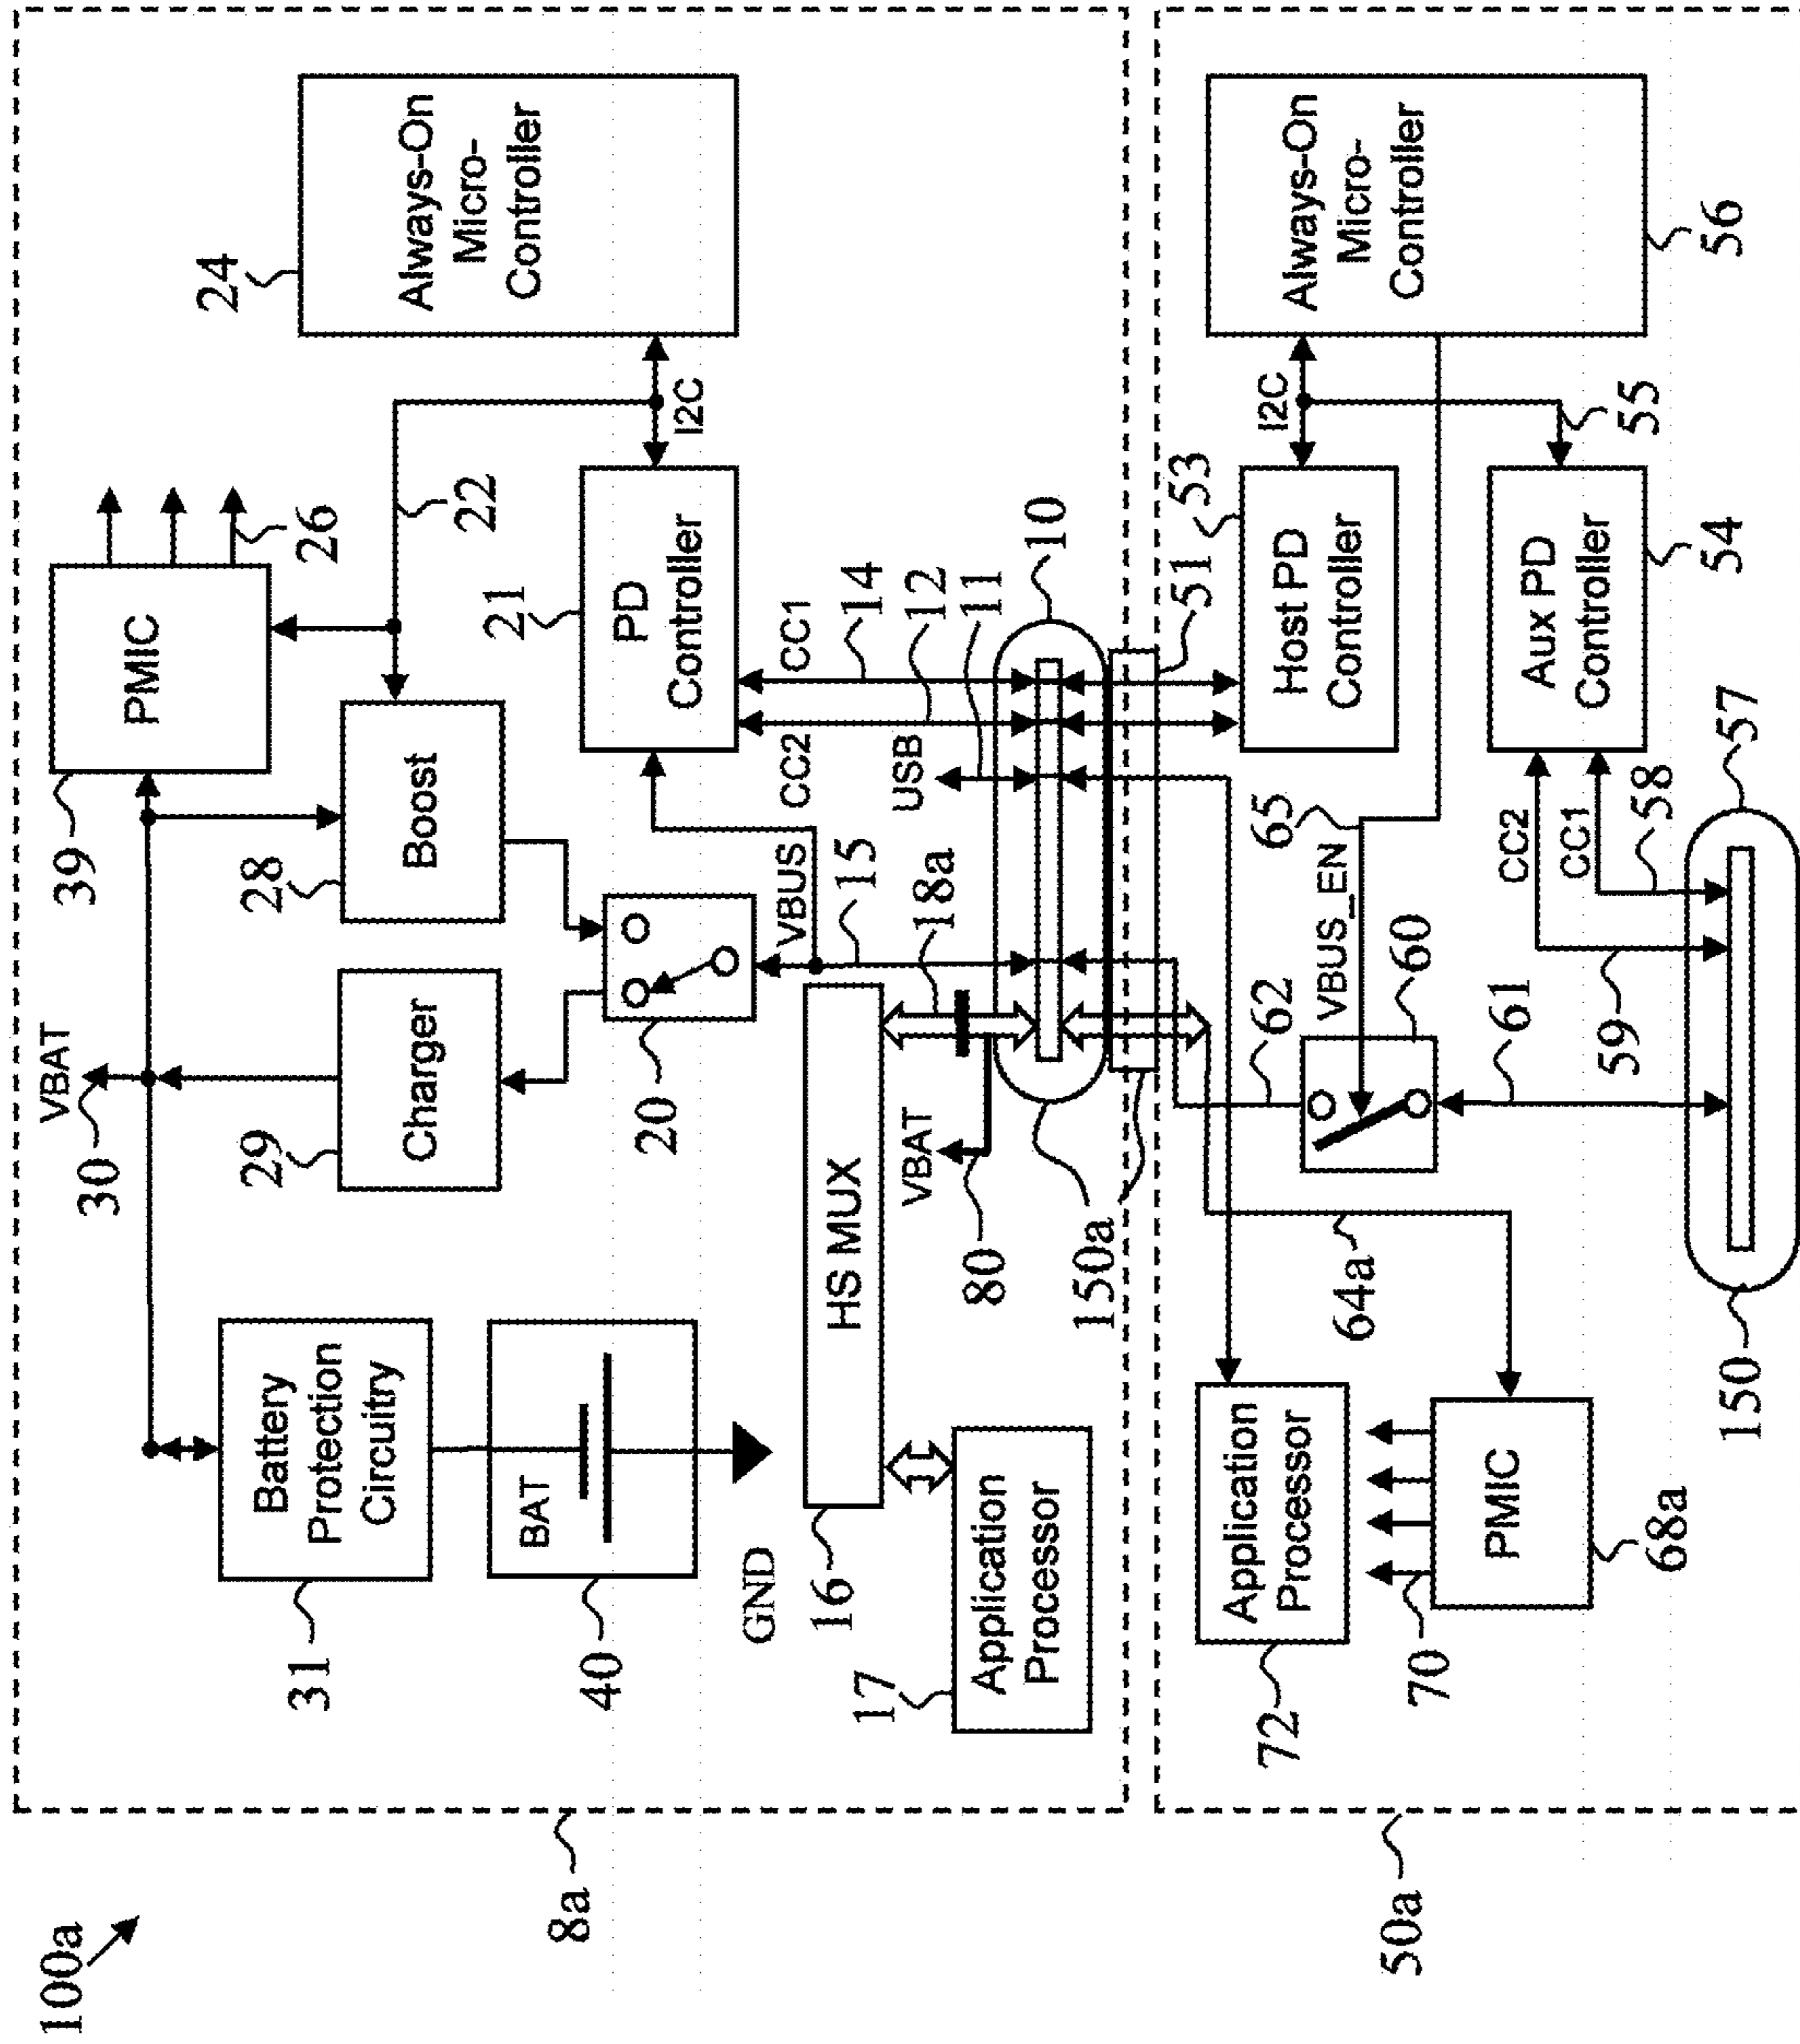 100a
8a
50a
VBAT
30
39
PMIC
26
24
Always-On
Micro-
Controller
22
Boost
28
Charger
29
Battery
Protection
Circuitry
31
BAT
40
GND
20
VBUS
15
18a
21
PD
Controller
I2C
CC1
14
CC2
12
USB
11
10
HS MUX
16
VBAT
80
150a
17
Application
Processor
51
53
Host PD
Controller
I2C
Always-On
Micro-
Controller
56
55
Aux PD
Controller
54
65
VBUS_EN
60
62
61
CC2
CC1
58
59
57
150
64a
Application
Processor
72
70
PMIC
68a